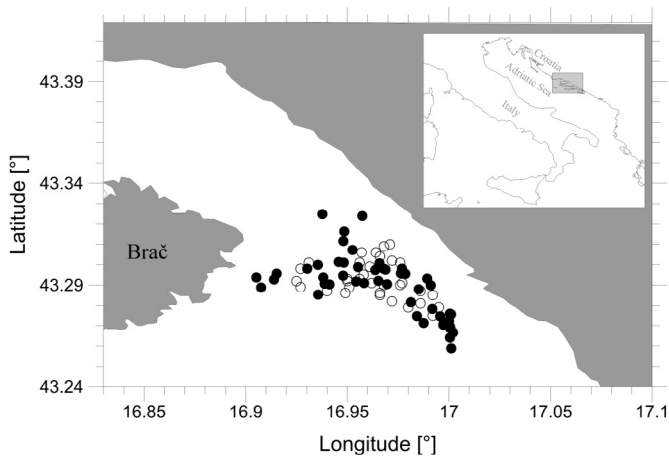 43.39
43.34
43.29
43.24
Latitude [°]
Croatia
Adriatic Sea
Italy
Brač
16.85
16.9
16.95
17
17.05
17.1
Longitude [°]